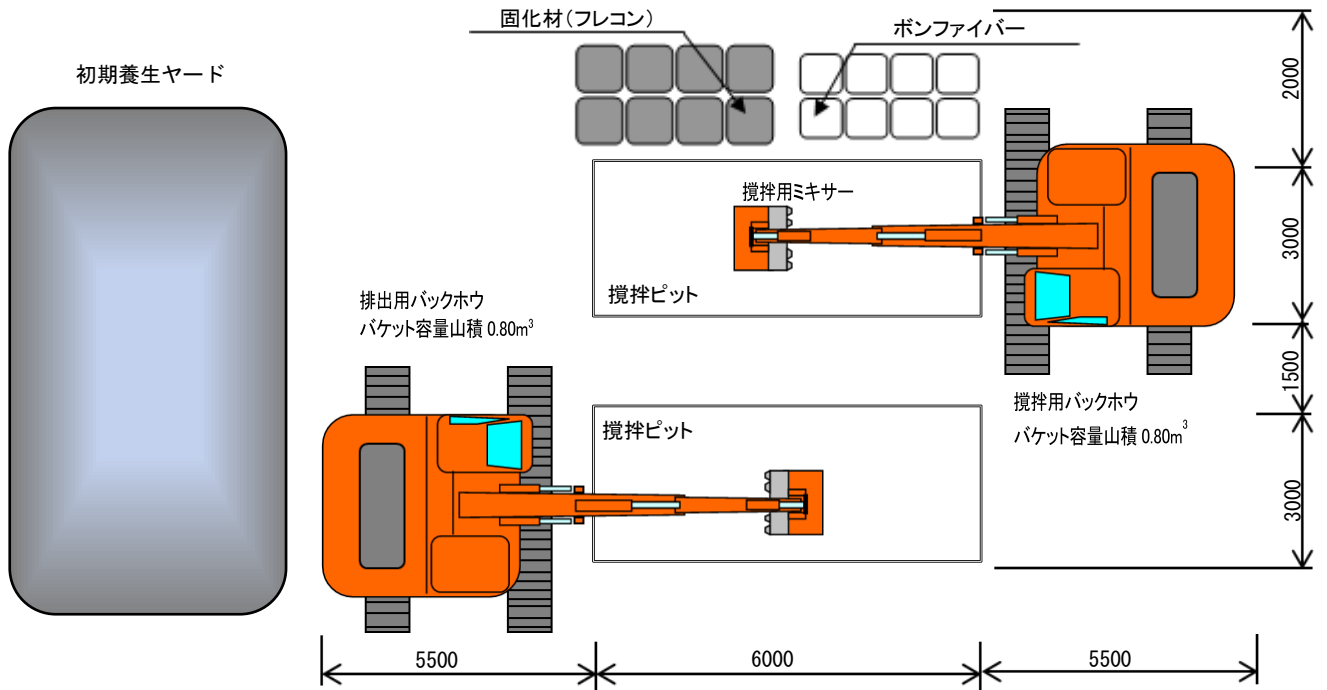 固化材(フレコン)
ボンファイバー
初期養生ヤード
2000
撹拌用ミキサー
3000
撹拌ピット
排出用バックホウ
バケット容量山積 0.80m³
1500
撹拌用バックホウ
バケット容量山積 0.80m³
撹拌ピット
3000
5500
6000
5500